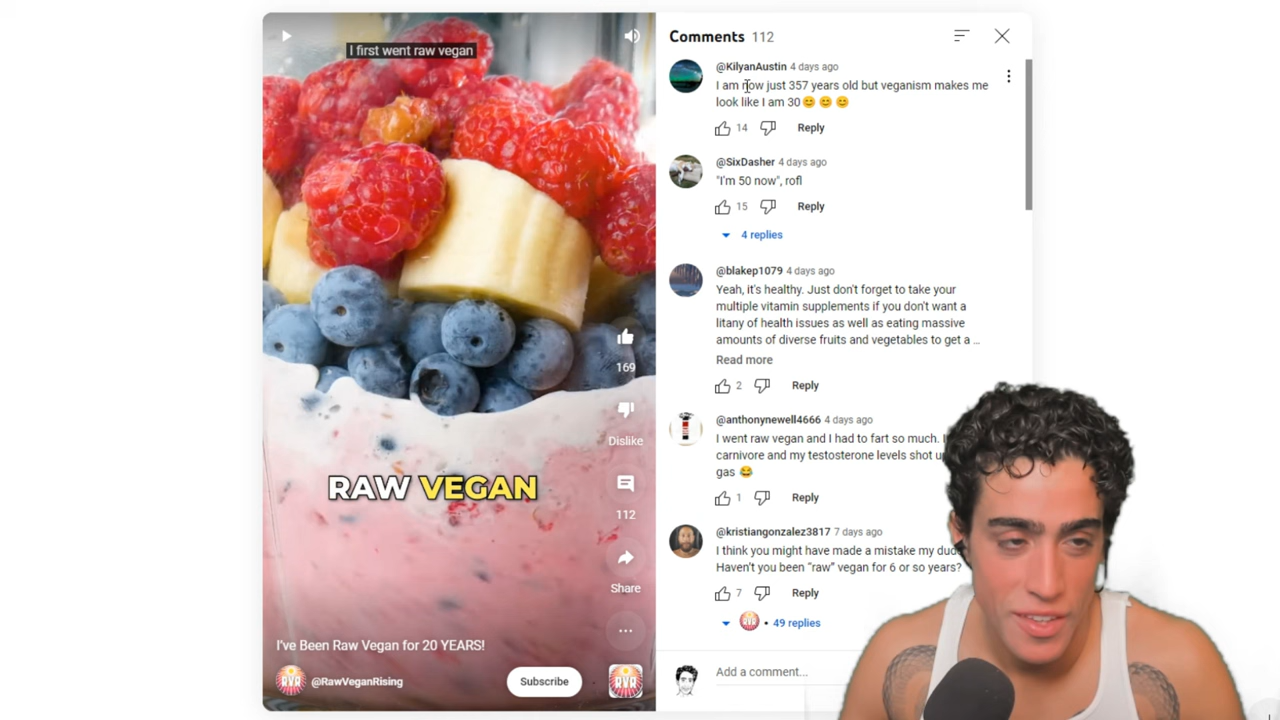 I first went raw vegan
RAW VEGAN
169
Dislike
112
Share
I've Been Raw Vegan for 20 YEARS!
RVR @RawVeganRising Subscribe RVR
Comments 112
@KilyanAustin 4 days ago
I am now just 357 years old but veganism makes me
look like I am 30😊 😊 😊
14 Reply
@SixDasher 4 days ago
"I'm 50 now", rofl
15 Reply
4 replies
@blakep1079 4 days ago
Yeah, it's healthy. Just don't forget to take your
multiple vitamin supplements if you don't want a
litany of health issues as well as eating massive
amounts of diverse fruits and vegetables to get a ...
Read more
2 Reply
@anthonynewell4666 4 days ago
I went raw vegan and I had to fart so much.
carnivore and my testosterone levels shot
gas 😂
1 Reply
@kristiangonzalez3817 7 days ago
I think you might have made a mistake my
Haven't you been "raw" vegan for 6 or so years?
7 Reply
RVR • 49 replies
Add a comment...